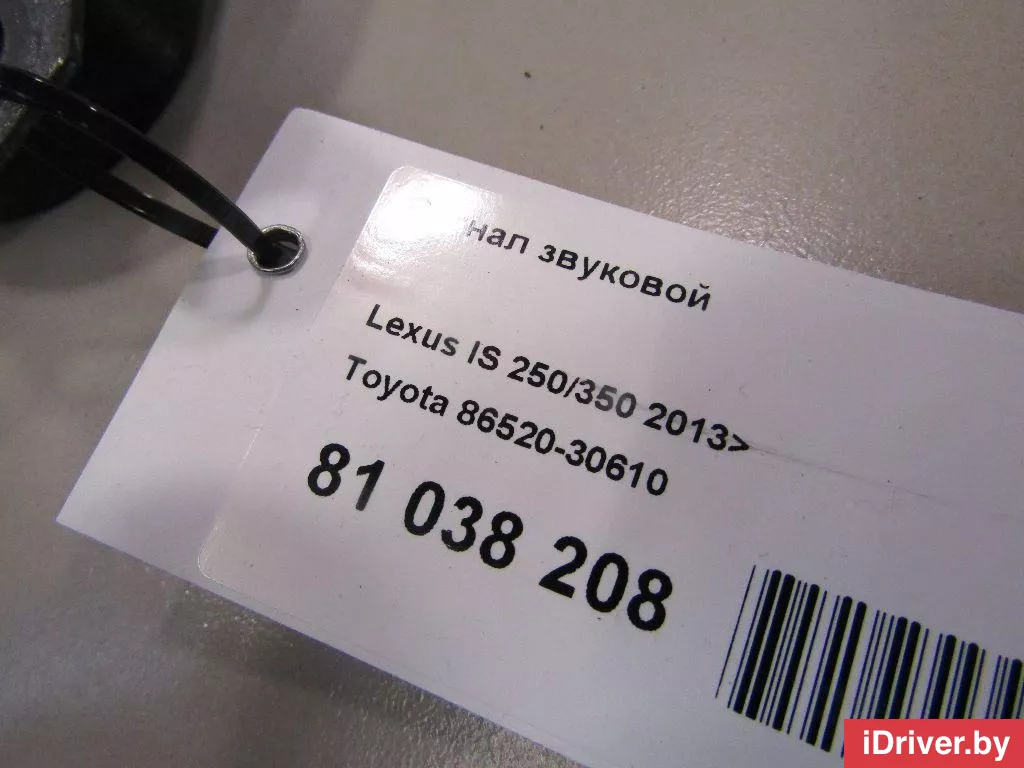 нал звуковой
Lexus IS 250/350 2013>
Toyota 86520-30610
81 038 208
iDriver.by